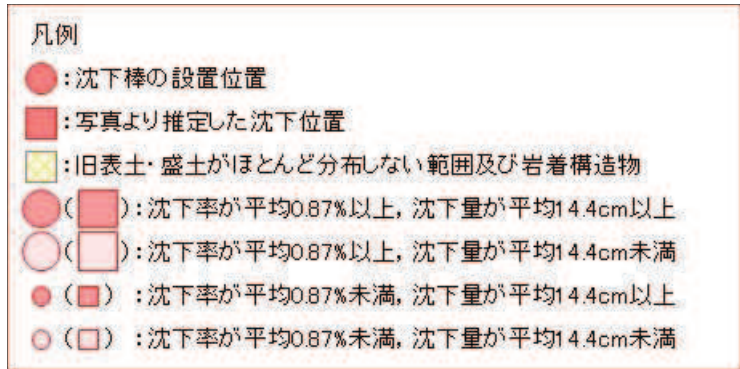 凡例
:沈下棒の設置位置
:写真より推定した沈下位置
:旧表土・盛土がほとんど分布しない範囲及び岩着構造物
( ):沈下率が平均0.87%以上,沈下量が平均14.4cm以上
( ):沈下率が平均0.87%以上,沈下量が平均14.4cm未満
( ):沈下率が平均0.87%未満,沈下量が平均14.4cm以上
( ):沈下率が平均0.87%未満,沈下量が平均14.4cm未満